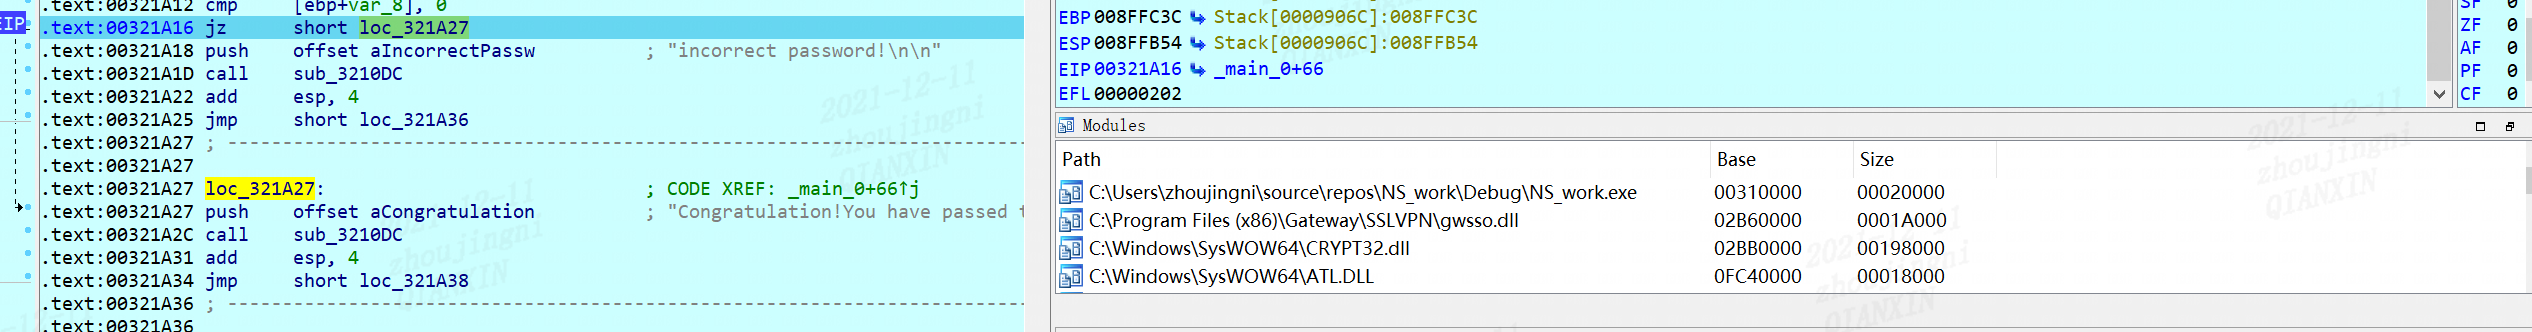 .text:00321A12 cmp [ebp+var_8], 0
EIP .text:00321A16 jz short loc_321A27
.text:00321A18 push offset aIncorrectPassw ; "incorrect password!\n\n"
.text:00321A1D call sub_3210DC
.text:00321A22 add esp, 4
.text:00321A25 jmp short loc_321A36
.text:00321A27 ; ---------------------------------------------------------------------------
.text:00321A27
.text:00321A27 loc_321A27: ; CODE XREF: _main_0+66↑j
.text:00321A27 push offset aCongratulation ; "Congratulation!You have passed t
.text:00321A2C call sub_3210DC
.text:00321A31 add esp, 4
.text:00321A34 jmp short loc_321A38
.text:00321A36 ; ---------------------------------------------------------------------------
.text:00321A36
EBP 008FFC3C Stack[0000906C]:008FFC3C
ESP 008FFB54 Stack[0000906C]:008FFB54
EIP 00321A16 _main_0+66
EFL 00000202
SF 0
ZF 0
AF 0
PF 0
CF 0
Modules
Path Base Size
C:\Users\zhoujingni\source\repos\NS_work\Debug\NS_work.exe 00310000 00020000
C:\Program Files (x86)\Gateway\SSLVPN\gwsso.dll 02B60000 0001A000
C:\Windows\SysWOW64\CRYPT32.dll 02BB0000 00198000
C:\Windows\SysWOW64\ATL.DLL 0FC40000 00018000
2021-12-11
zhoujingni
QIANXIN
2021-12-11
zhoujingni
QIANXIN